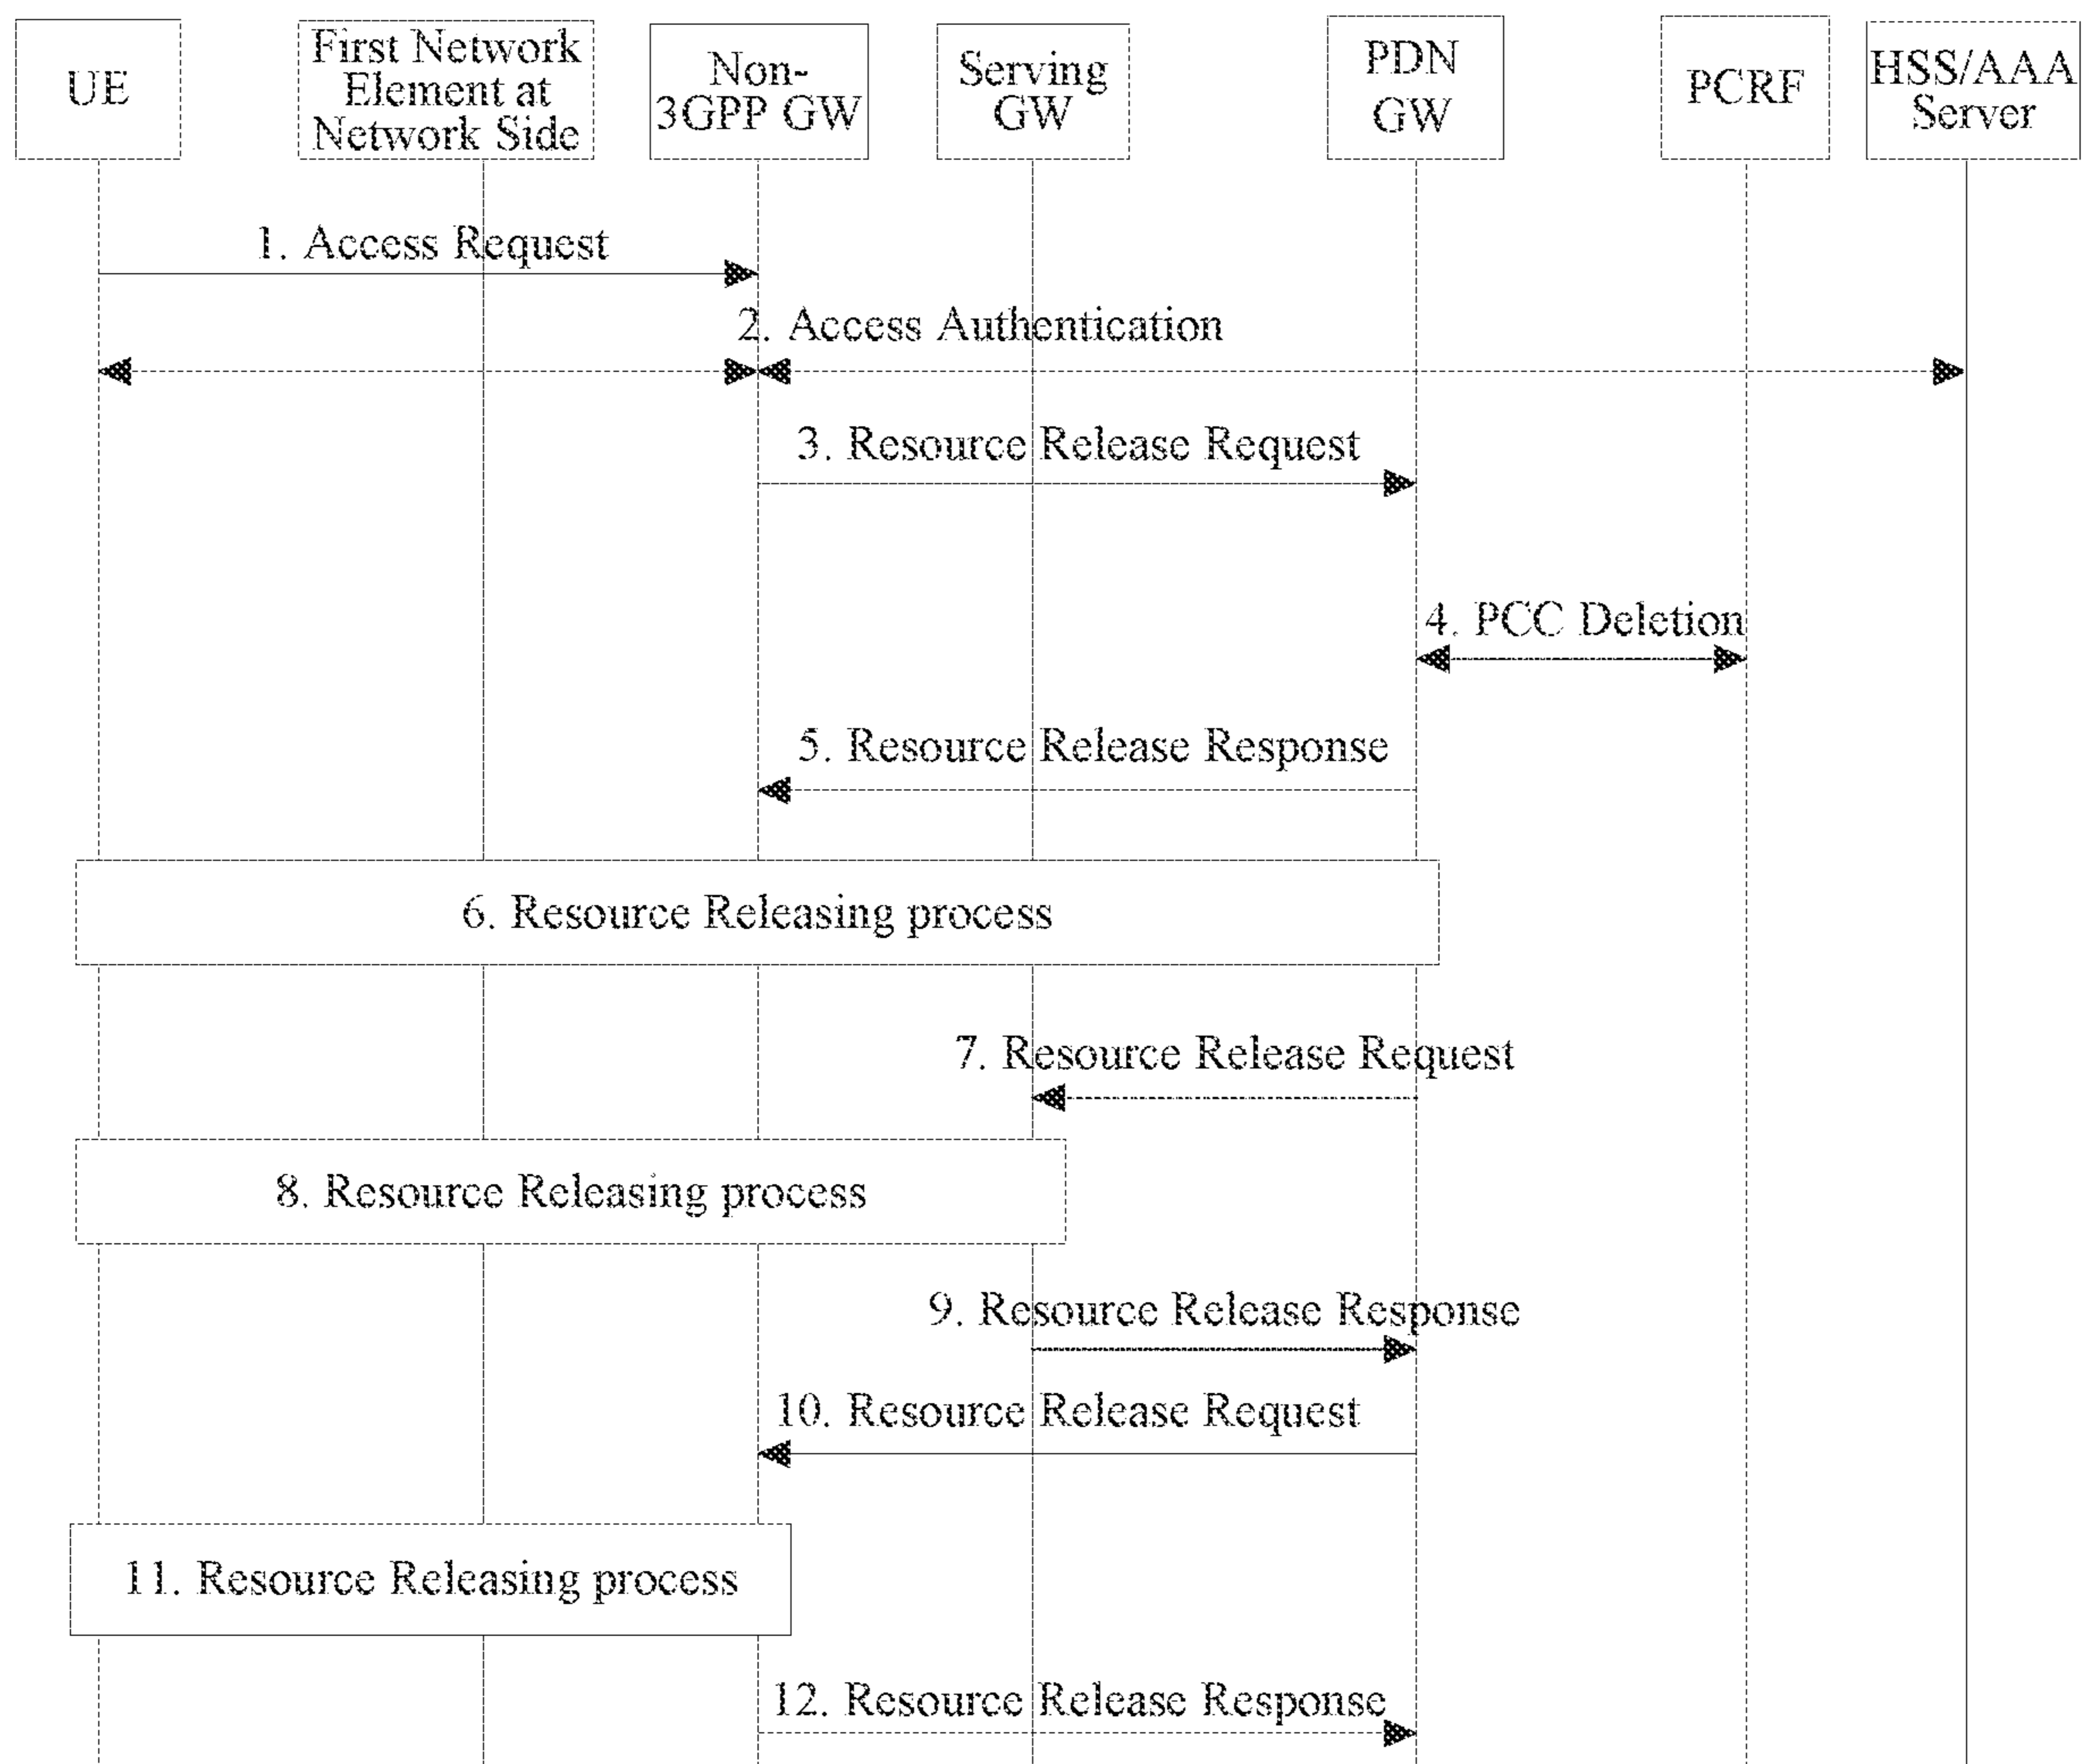 UE
First Network
Element at
Network Side
Non-
3GPP GW
Serving
GW
PDN
GW
PCRF
HSS/AAA
Server
1. Access Request
2. Access Authentication
3. Resource Release Request
4. PCC Deletion
5. Resource Release Response
6. Resource Releasing process
7. Resource Release Request
8. Resource Releasing process
9. Resource Release Response
10. Resource Release Request
11. Resource Releasing process
12. Resource Release Response